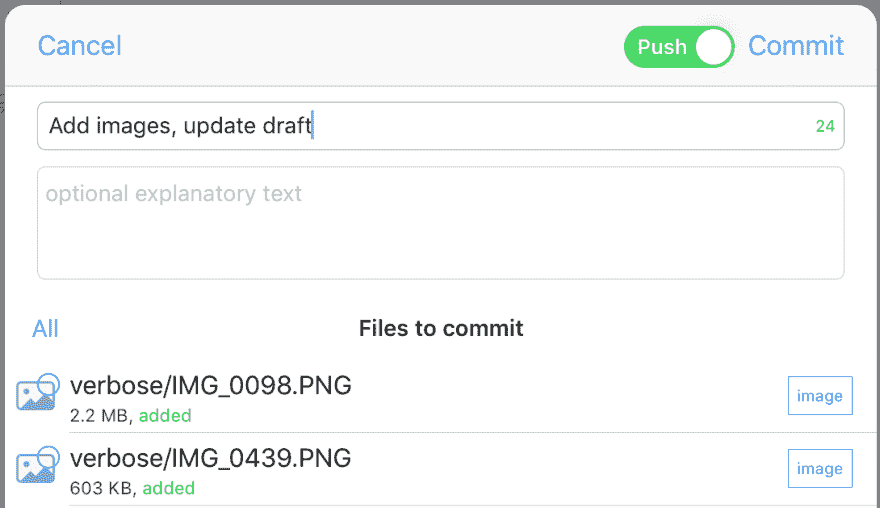 Cancel Push Commit
Add images, update draft 24
optional explanatory text
All Files to commit
verbose/IMG_0098.PNG
2.2 MB, added image
verbose/IMG_0439.PNG
603 KB, added image